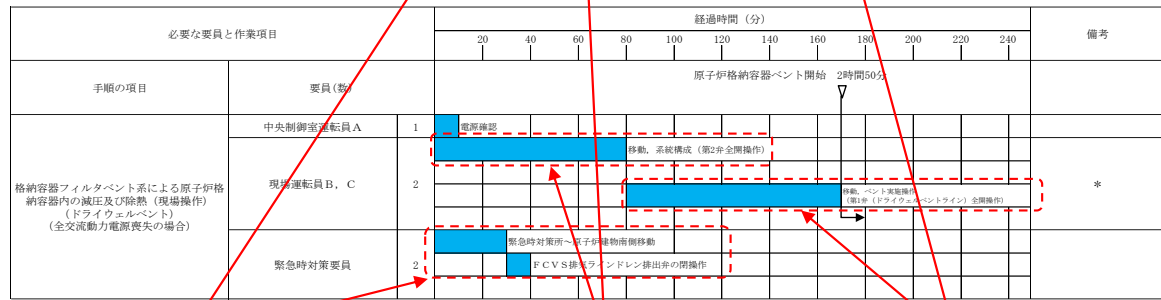 必要な要員と作業項目
経過時間（分）
備考
20 40 60 80 100 120 140 160 180 200 220 240
手順の項目
要員（数）
原子炉格納容器ベント開始 2時間50分
格納容器フィルタベント系による原子炉格
納容器内の減圧及び除熱（現場操作）
（ドライウェルベント）
（全交流動力電源喪失の場合）
中央制御室運転員A
1
電源確認
現場運転員B，C
2
移動，系統構成（第2弁全開操作）
移動，ベント実施操作
（第1弁（ドライウェルベントライン）全開操作）
＊
緊急時対策要員
2
緊急時対策所～原子炉建物南側移動
FCVS排気ラインドレン排出弁の閉操作